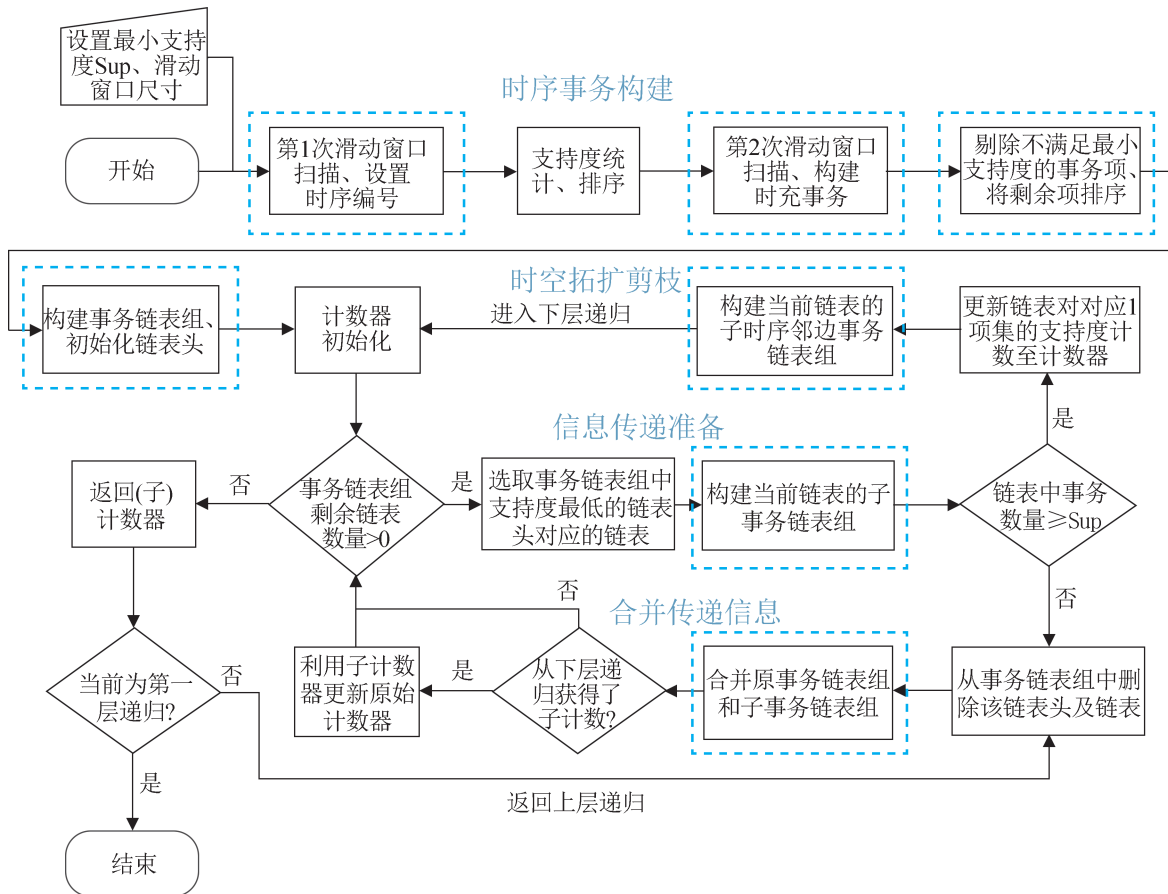 设置最小支持
度Sup、滑动
窗口尺寸
时序事务构建
开始
第1次滑动窗口
扫描、设置
时序编号
支持度统
计、排序
第2次滑动窗口
扫描、构建
时充事务
剔除不满足最小
支持度的事务项、
将剩余项排序
时空拓扩剪枝
构建事务链表组、
初始化链表头
计数器
初始化
进入下层递归
构建当前链表的
子时序邻边事务
链表组
更新链表对对应1
项集的支持度计
数至计数器
信息传递准备
是
返回(子)
计数器
否
事务链表组
剩余链表
数量>0
是
选取事务链表组中
支持度最低的链表
头对应的链表
构建当前链表的子
事务链表组
链表中事务
数量≥Sup
否
合并传递信息
否
当前为第一
层递归?
否
利用子计数
器更新原始
计数器
是
从下层递
归获得了
子计数?
合并原事务链表组
和子事务链表组
从事务链表组中删
除该链表头及链表
是
返回上层递归
结束